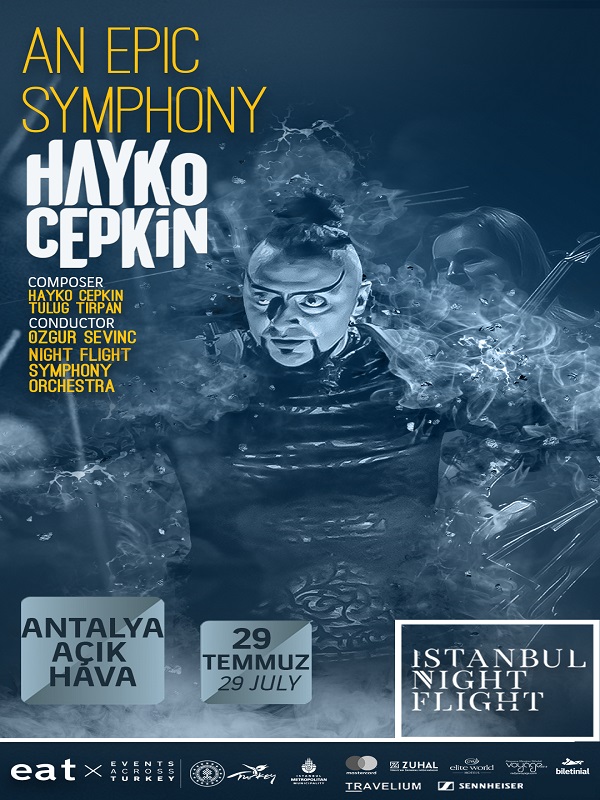 AN EPIC
SYMPHONY
HAYKO
CEPKİN
COMPOSER
HAYKO CEPKIN
TULUG TIRPAN
CONDUCTOR
OZGUR SEVINC
NIGHT FLIGHT
SYMPHONY
ORCHESTRA
ANTALYA
AÇIK
HAVA
29
TEMMUZ
29 JULY
ISTANBUL
NIGHT
FLIGHT
eat X EVENTS
ACROSS
TURKEY
Turkey
ISTANBUL
METROPOLITAN
MUNICIPALITY
mastercard
ZUHAL
elite world
biletinial
TRAVELIUM
SENNHEISER